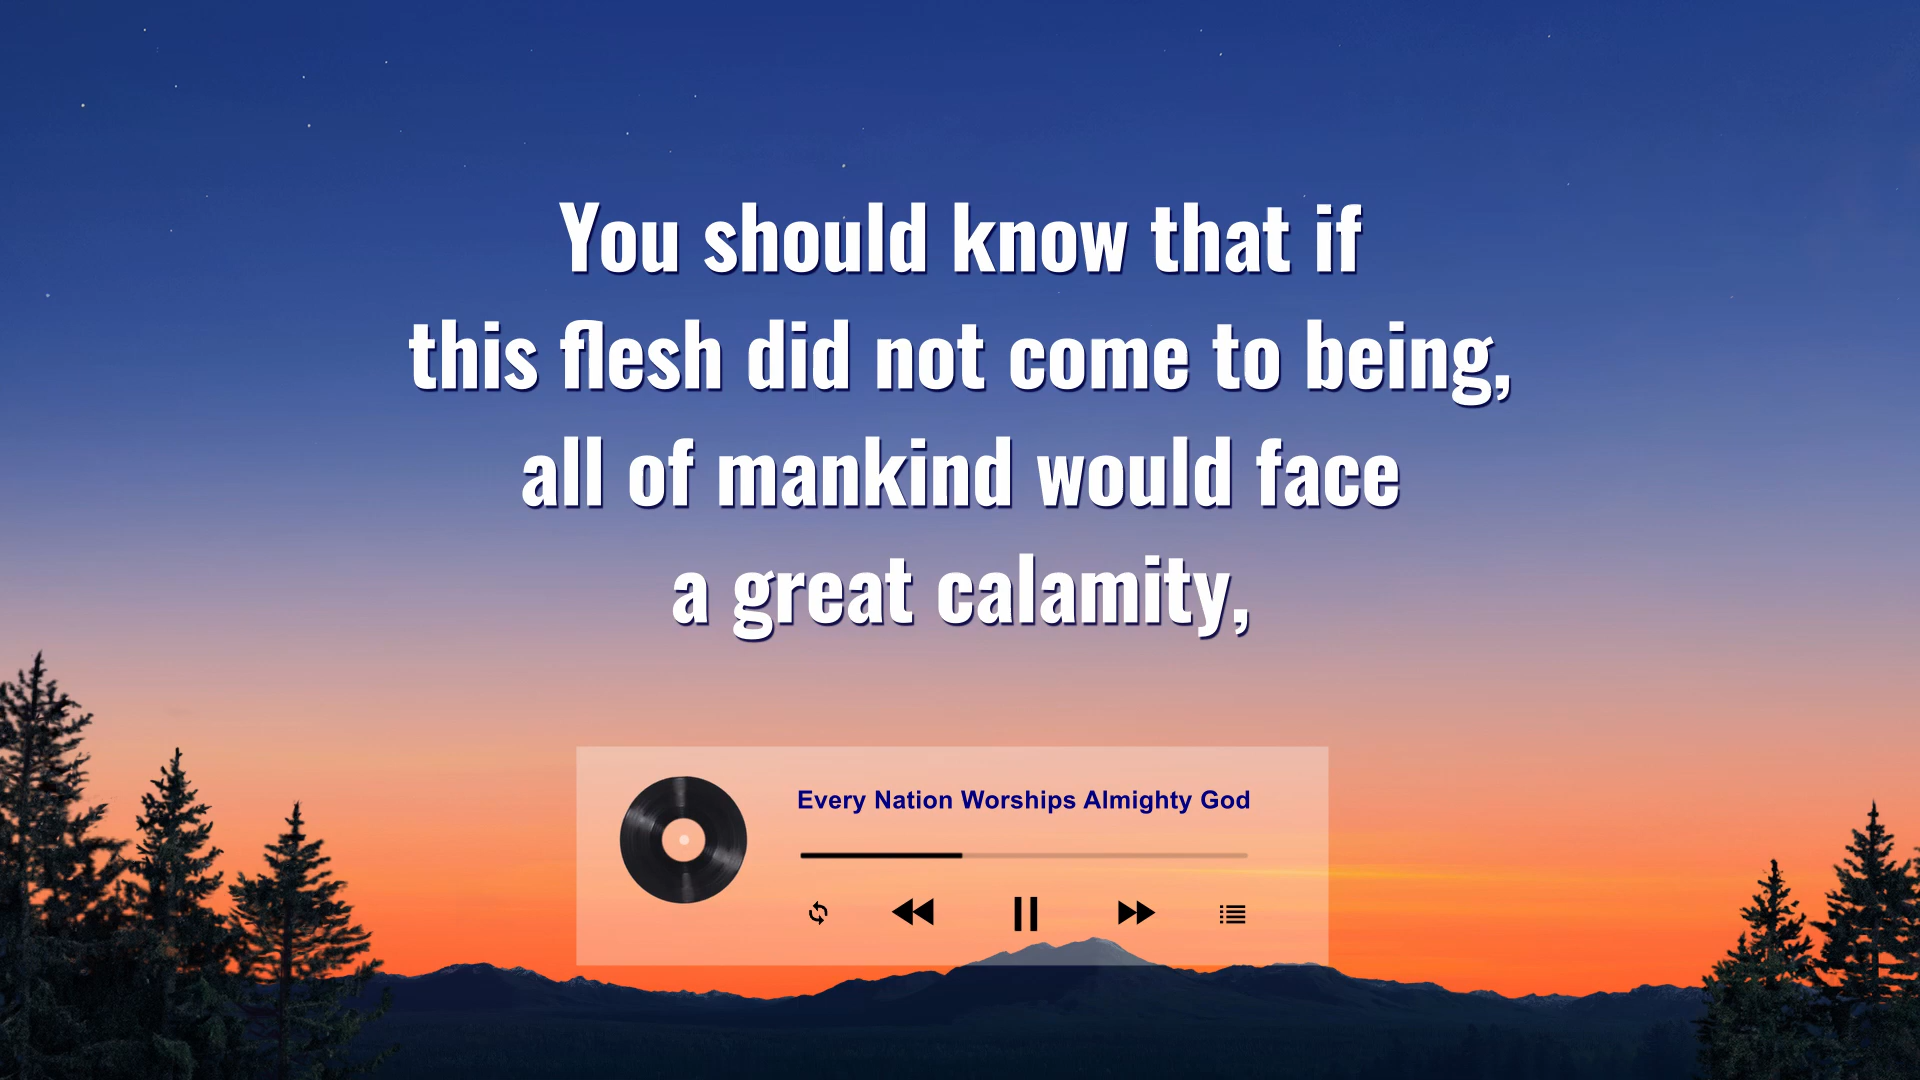 You should know that if
this flesh did not come to being,
all of mankind would face
a great calamity,
Every Nation Worships Almighty God